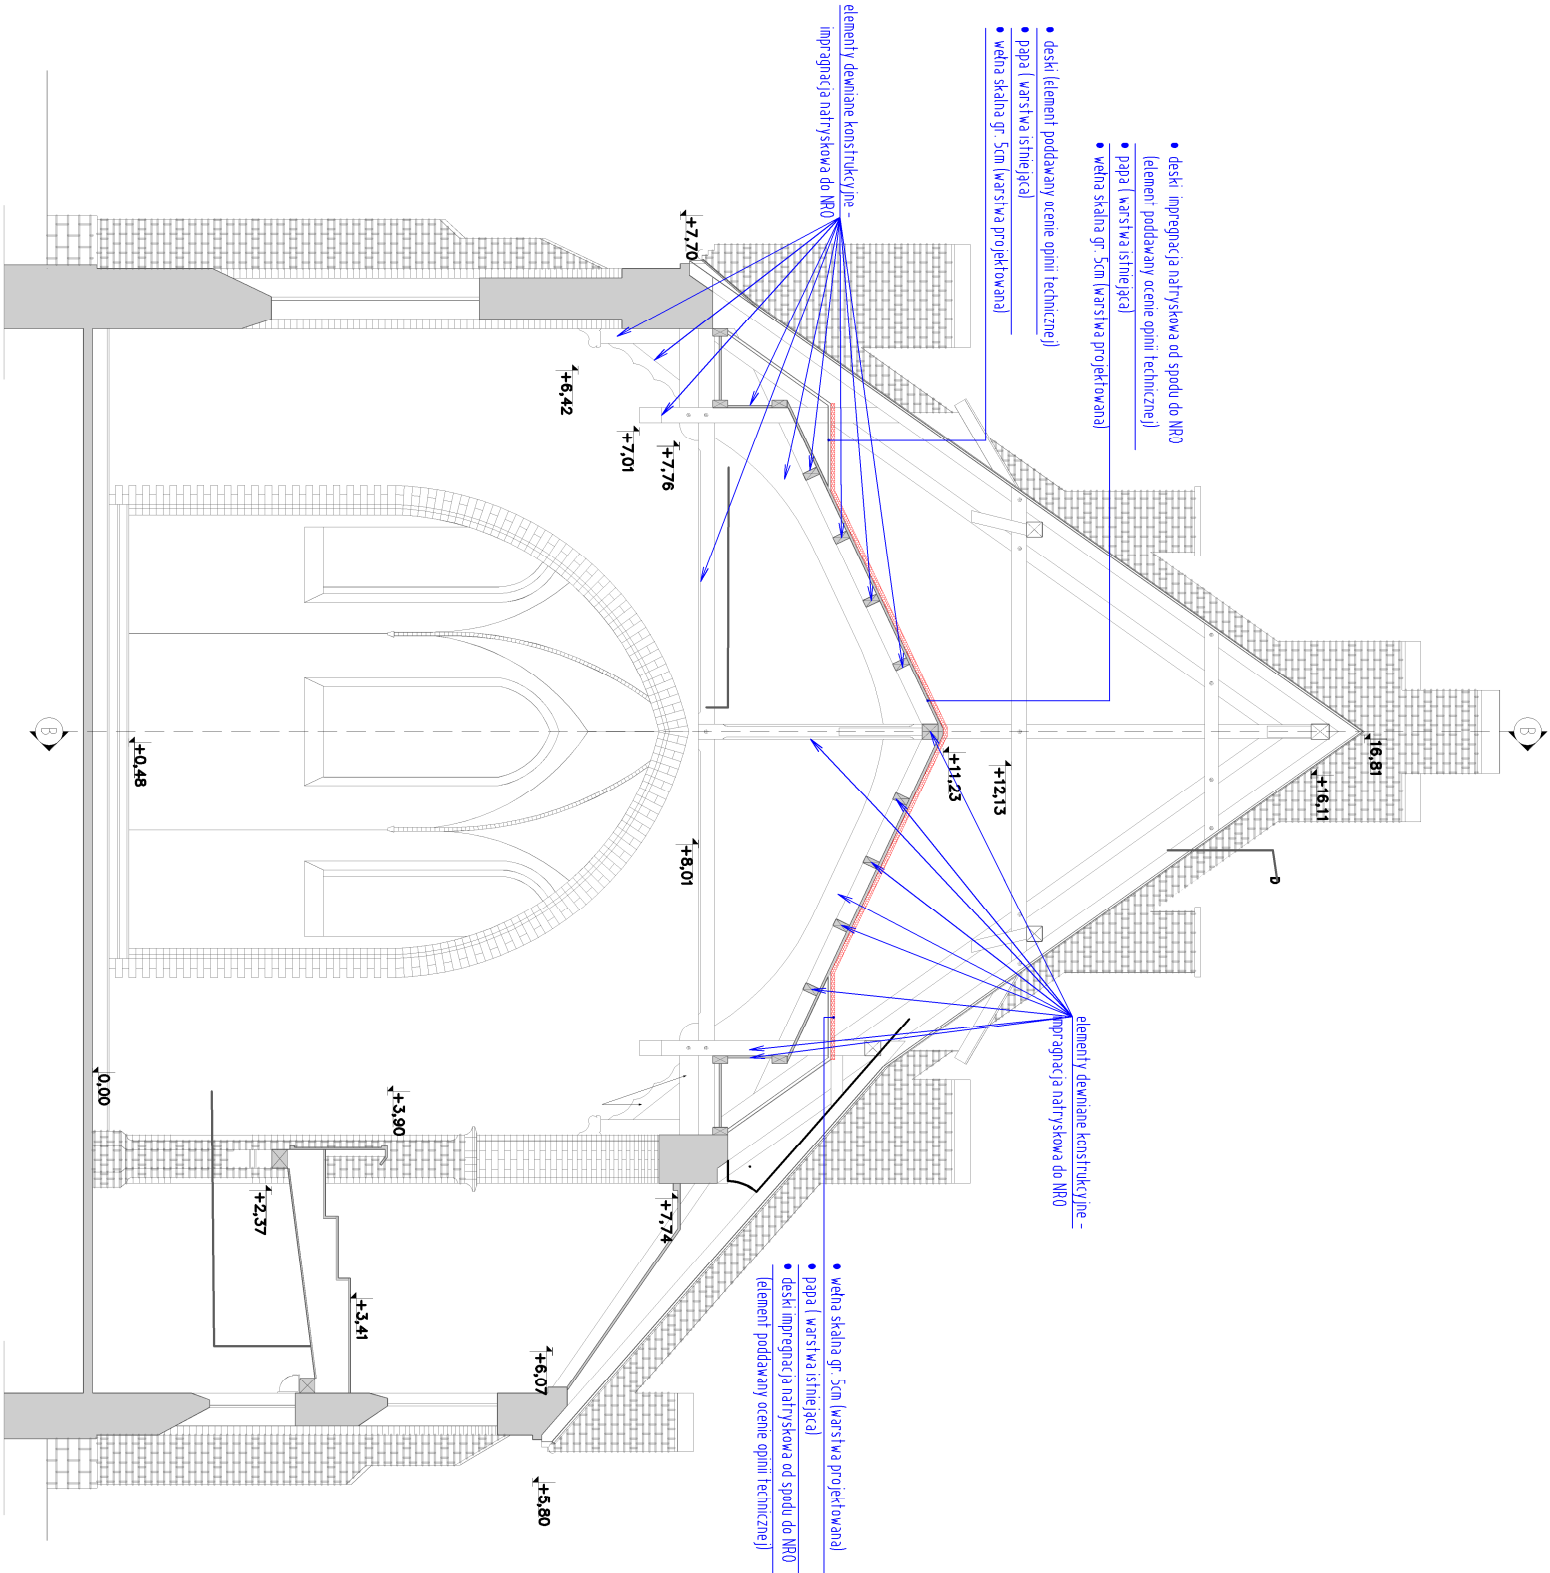 • deski impregnacja natryskowa od spodu do NRO
(element poddawany ocenie opinii technicznej)
• papa ( warstwa istniejąca)
• wełna skalna gr. 5cm (warstwa projektowana)
• deski (element poddawany ocenie opinii technicznej)
• papa ( warstwa istniejąca)
• wełna skalna gr. 5cm (warstwa projektowana)
elementy dewniane konstrukcyjne -
impragnacja natryskowa do NRO
elementy dewniane konstrukcyjne -
impragnacja natryskowa do NRO
• wełna skalna gr. 5cm (warstwa projektowana)
• papa ( warstwa istniejąca)
• deski impregnacja natryskowa od spodu do NRO
(element poddawany ocenie opinii technicznej)
B
16,81
+16,11
D
+12,13
+11,23
+7,70
+8,01
+7,76
+7,01
+6,42
+7,74
+6,07
+5,80
+3,90
+3,41
+2,37
+0,48
0,00
B